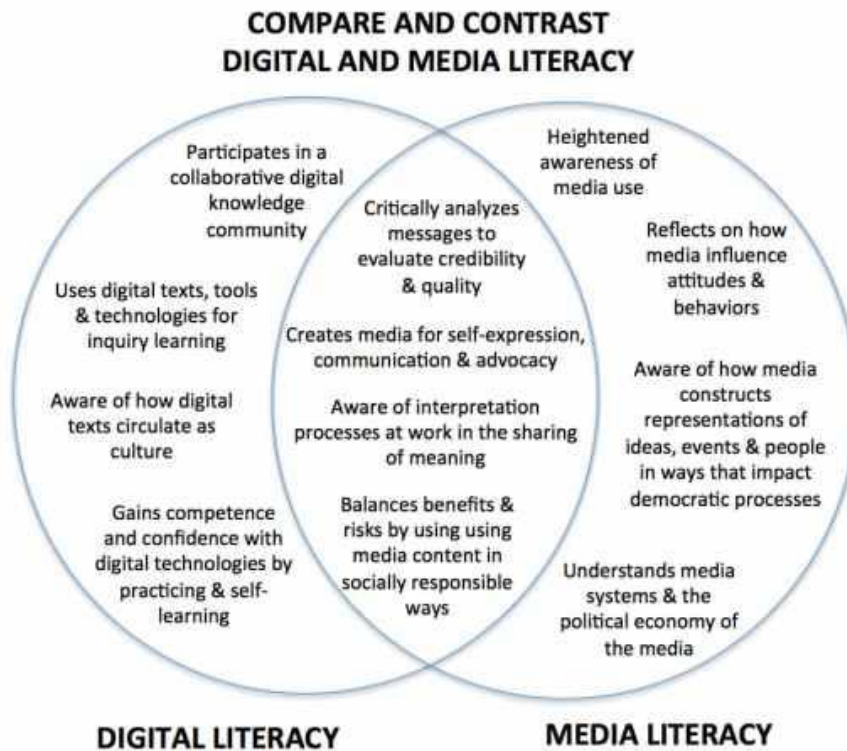 COMPARE AND CONTRAST
DIGITAL AND MEDIA LITERACY
Participates in a
collaborative digital
knowledge
community
Uses digital texts, tools
& technologies for
inquiry learning
Aware of how digital
texts circulate as
culture
Gains competence
and confidence with
digital technologies by
practicing & self-
learning
Critically analyzes
messages to
evaluate credibility
& quality
Creates media for self-expression,
communication & advocacy
Aware of interpretation
processes at work in the sharing
of meaning
Balances benefits &
risks by using using
media content in
socially responsible
ways
Heightened
awareness of
media use
Reflects on how
media influence
attitudes &
behaviors
Aware of how media
constructs
representations of
ideas, events & people
in ways that impact
democratic processes
Understands media
systems & the
political economy of
the media
DIGITAL LITERACY
MEDIA LITERACY